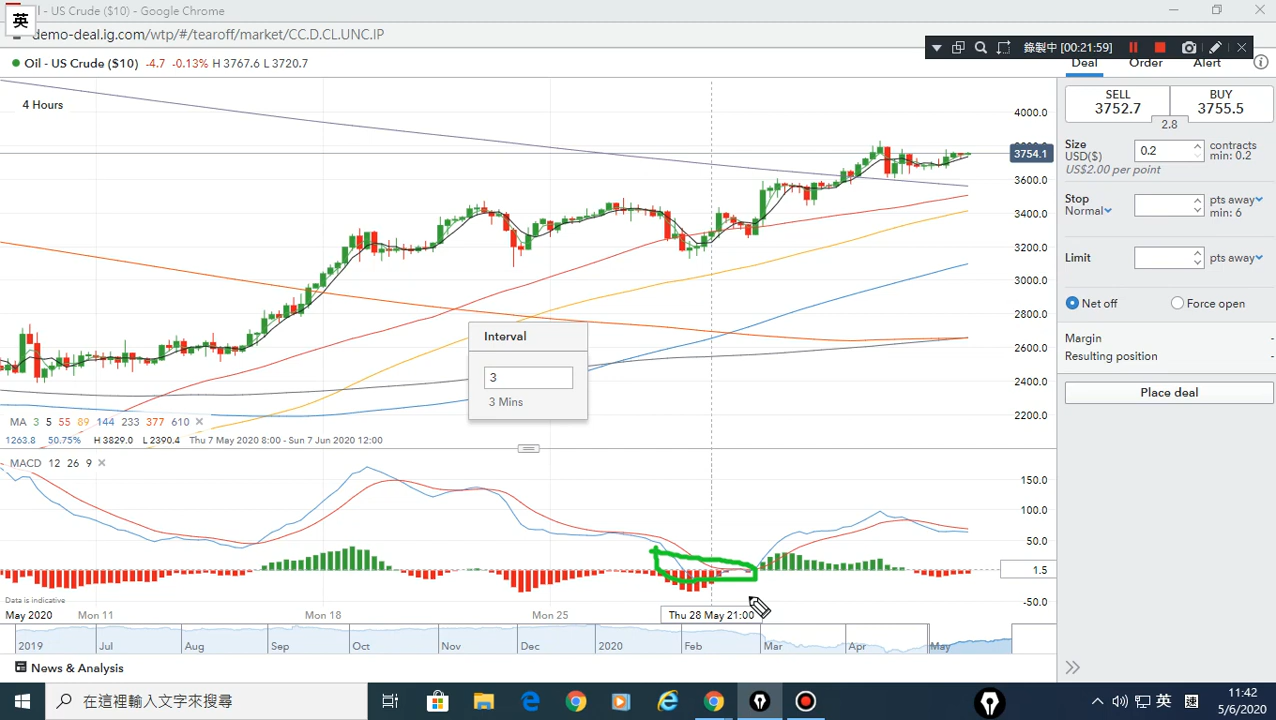 英
- US Crude ($10) - Google Chrome
demo-deal.ig.com/wtp/#/tearoff/market/CC.D.CL.UNC.IP
錄製中 [00:21:59]
Oil - US Crude ($10) -4.7 -0.13% H 3767.6 L 3720.7
Deal Order Alert
4 Hours
SELL
3752.7
BUY
3755.5
2.8
Size
USD($)
0.2
contracts
min: 0.2
US$2.00 per point
Stop
Normal
pts away
min: 6
Limit
pts away
Net off
Force open
Margin -
Resulting position -
Place deal
4000.0
3754.1
3600.0
3400.0
3200.0
3000.0
2800.0
2600.0
2400.0
2200.0
Interval
3
3 Mins
MA 3 5 55 89 144 233 377 610
1263.8 50.75% H 3829.0 L 2390.4 Thu 7 May 2020 8:00 - Sun 7 Jun 2020 12:00
MACD 12 26 9
150.0
100.0
50.0
1.5
-50.0
Data is indicative
May 2020 Mon 11 Mon 18 Mon 25 Thu 28 May 21:00
2019 Jul Aug Sep Oct Nov Dec 2020 Feb Mar Apr May
News & Analysis
在這裡輸入文字來搜尋
英
11:42
5/6/2020